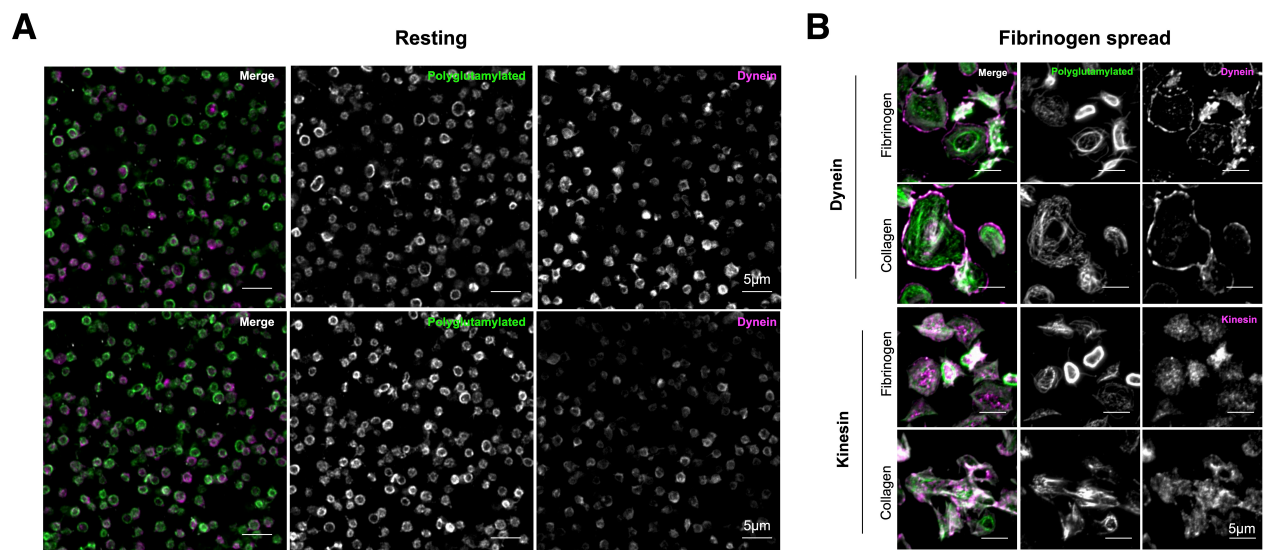 A
Resting
Merge
Polyglutamylated
Dynein
5µm
Merge
Polyglutamylated
Dynein
5µm
B
Fibrinogen spread
Dynein
Fibrinogen
Merge
Polyglutamylated
Dynein
Collagen
Kinesin
Fibrinogen
Kinesin
Collagen
5µm